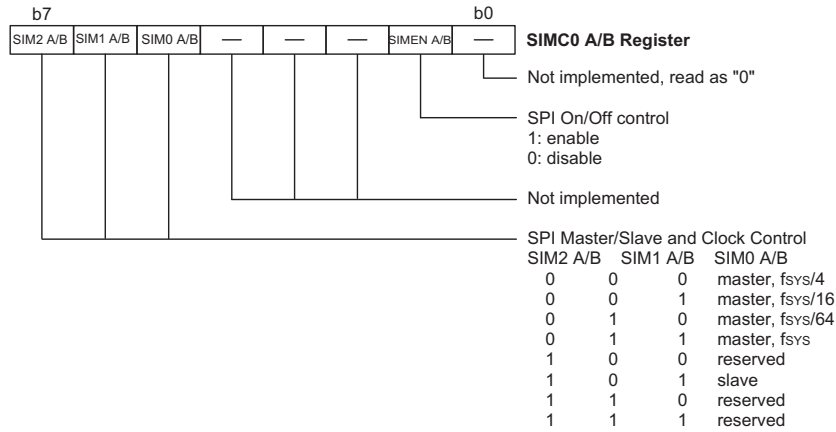 b7 b0
SIM2 A/B SIM1 A/B SIM0 A/B — — — SIMEN A/B — SIMC0 A/B Register
Not implemented, read as "0"
SPI On/Off control
1: enable
0: disable
Not implemented
SPI Master/Slave and Clock Control
SIM2 A/B SIM1 A/B SIM0 A/B
0 0 0 master, fSYS/4
0 0 1 master, fSYS/16
0 1 0 master, fSYS/64
0 1 1 master, fSYS
1 0 0 reserved
1 0 1 slave
1 1 0 reserved
1 1 1 reserved